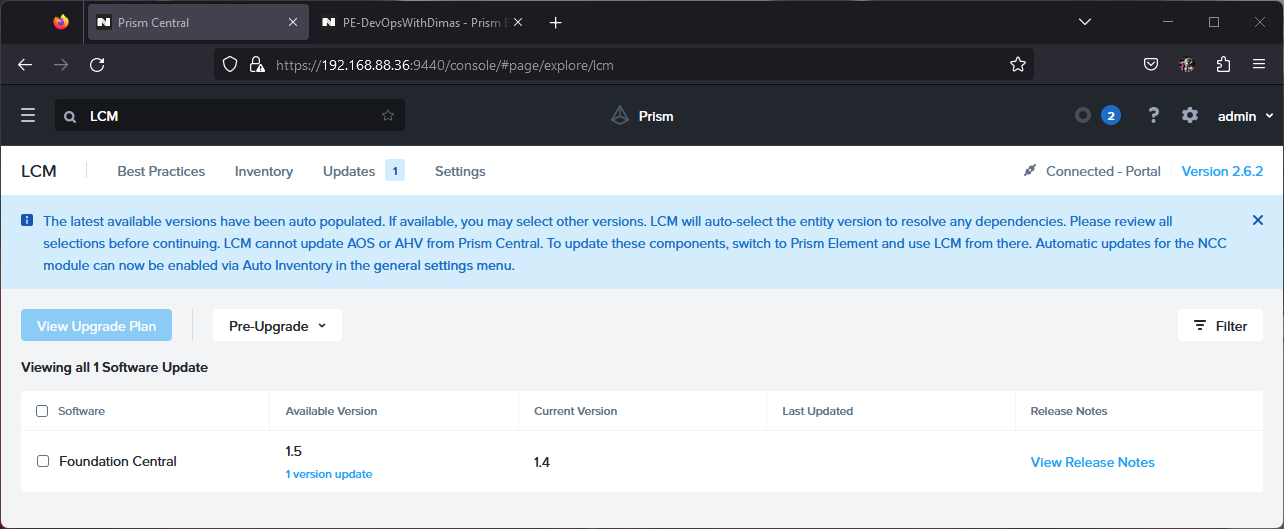 Prism Central
PE-DevOpsWithDimas - Prism E
https://192.168.88.36:9440/console/#page/explore/lcm
LCM
Prism
2
?
admin
LCM
Best Practices
Inventory
Updates 1
Settings
Connected - Portal
Version 2.6.2
The latest available versions have been auto populated. If available, you may select other versions. LCM will auto-select the entity version to resolve any dependencies. Please review all
selections before continuing. LCM cannot update AOS or AHV from Prism Central. To update these components, switch to Prism Element and use LCM from there. Automatic updates for the NCC
module can now be enabled via Auto Inventory in the general settings menu.
View Upgrade Plan
Pre-Upgrade
Filter
Viewing all 1 Software Update
Software
Available Version
Current Version
Last Updated
Release Notes
Foundation Central
1.5
1 version update
1.4
View Release Notes